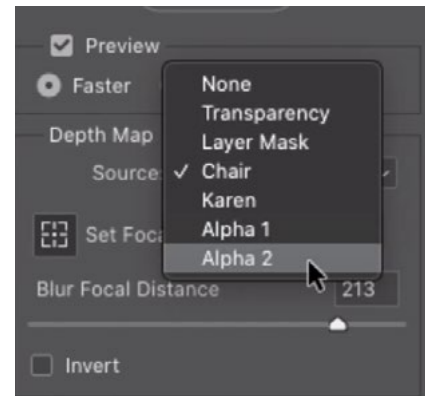 Preview
Faster
None
Transparency
Layer Mask
Chair
Karen
Alpha 1
Alpha 2
Depth Map
Source:
Set Foca
Blur Focal Distance 213
Invert